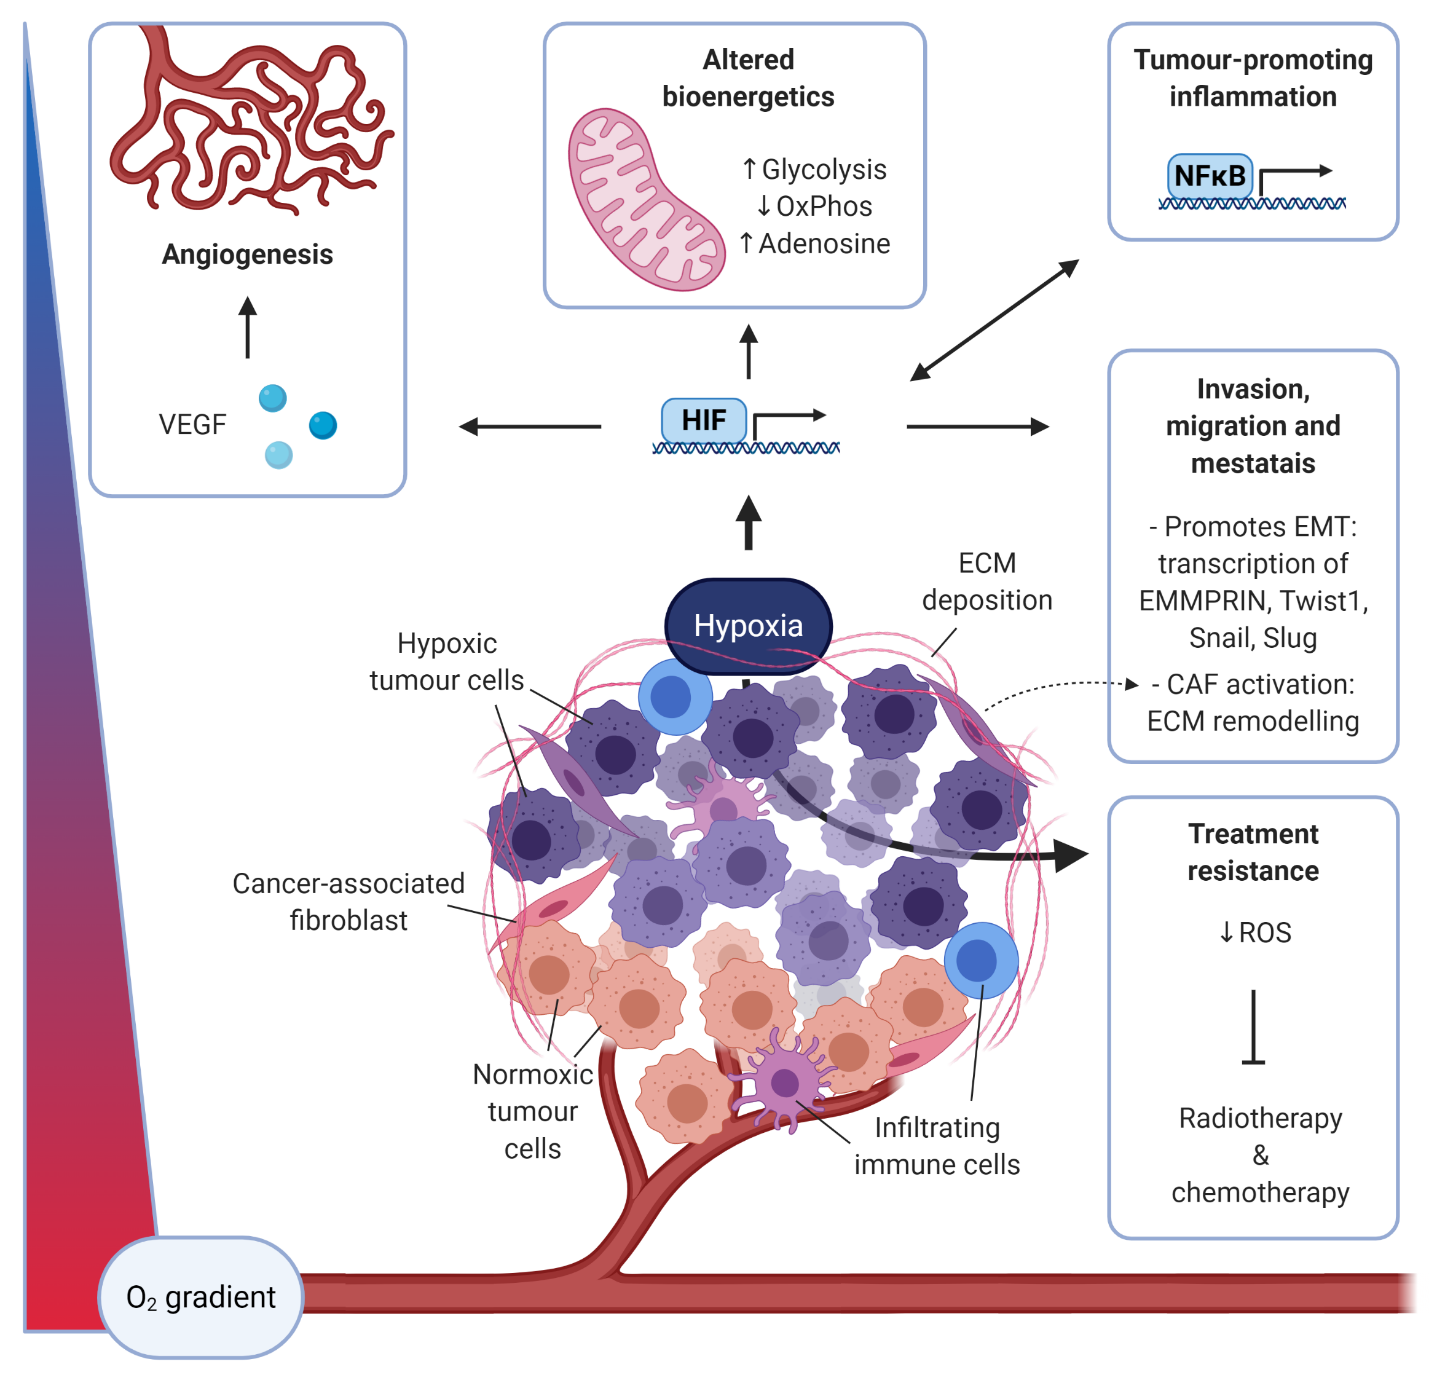 Altered
bioenergetics
↑Glycolysis
↓OxPhos
↑Adenosine
Tumour-promoting
inflammation
NFκB
Angiogenesis
VEGF
HIF
Invasion,
migration and
mestatais
- Promotes EMT:
transcription of
EMMPRIN, Twist1,
Snail, Slug
- CAF activation:
ECM remodelling
ECM
deposition
Hypoxia
Hypoxic
tumour cells
Cancer-associated
fibroblast
Treatment
resistance
↓ROS
Radiotherapy
&
chemotherapy
Normoxic
tumour
cells
Infiltrating
immune cells
O₂ gradient